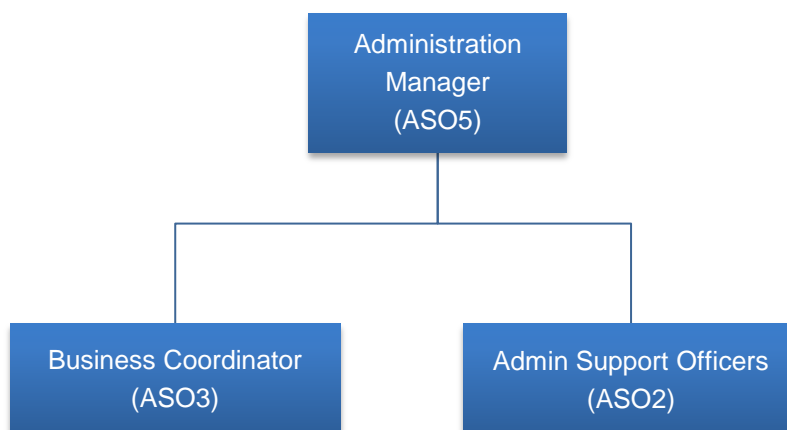 Administration
Manager
(ASO5)
Business Coordinator
(ASO3)
Admin Support Officers
(ASO2)